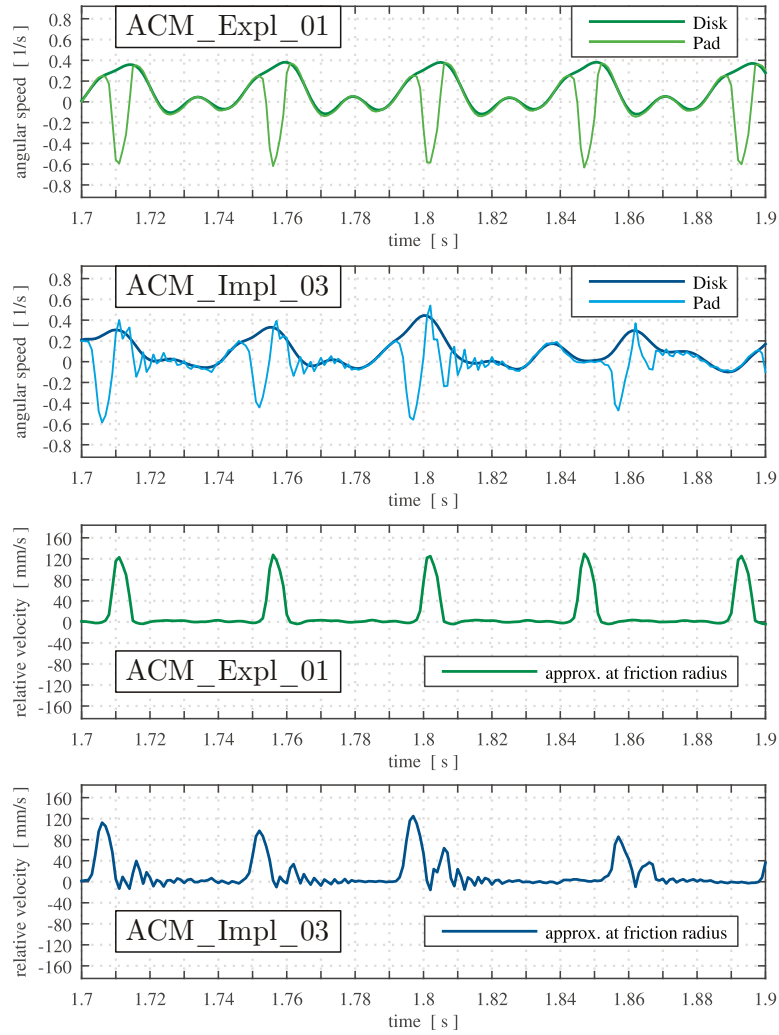 ACM_Expl_01
Disk
Pad
angular speed [ 1/s ]
0.8
0.6
0.4
0.2
0
-0.2
-0.4
-0.6
-0.8
1.7 1.72 1.74 1.76 1.78 1.8 1.82 1.84 1.86 1.88 1.9
time [ s ]
ACM_Impl_03
Disk
Pad
angular speed [ 1/s ]
0.8
0.6
0.4
0.2
0
-0.2
-0.4
-0.6
-0.8
1.7 1.72 1.74 1.76 1.78 1.8 1.82 1.84 1.86 1.88 1.9
time [ s ]
relative velocity [ mm/s ]
160
120
80
40
0
-40
-80
-120
-160
ACM_Expl_01
approx. at friction radius
1.7 1.72 1.74 1.76 1.78 1.8 1.82 1.84 1.86 1.88 1.9
time [ s ]
relative velocity [ mm/s ]
160
120
80
40
0
-40
-80
-120
-160
ACM_Impl_03
approx. at friction radius
1.7 1.72 1.74 1.76 1.78 1.8 1.82 1.84 1.86 1.88 1.9
time [ s ]